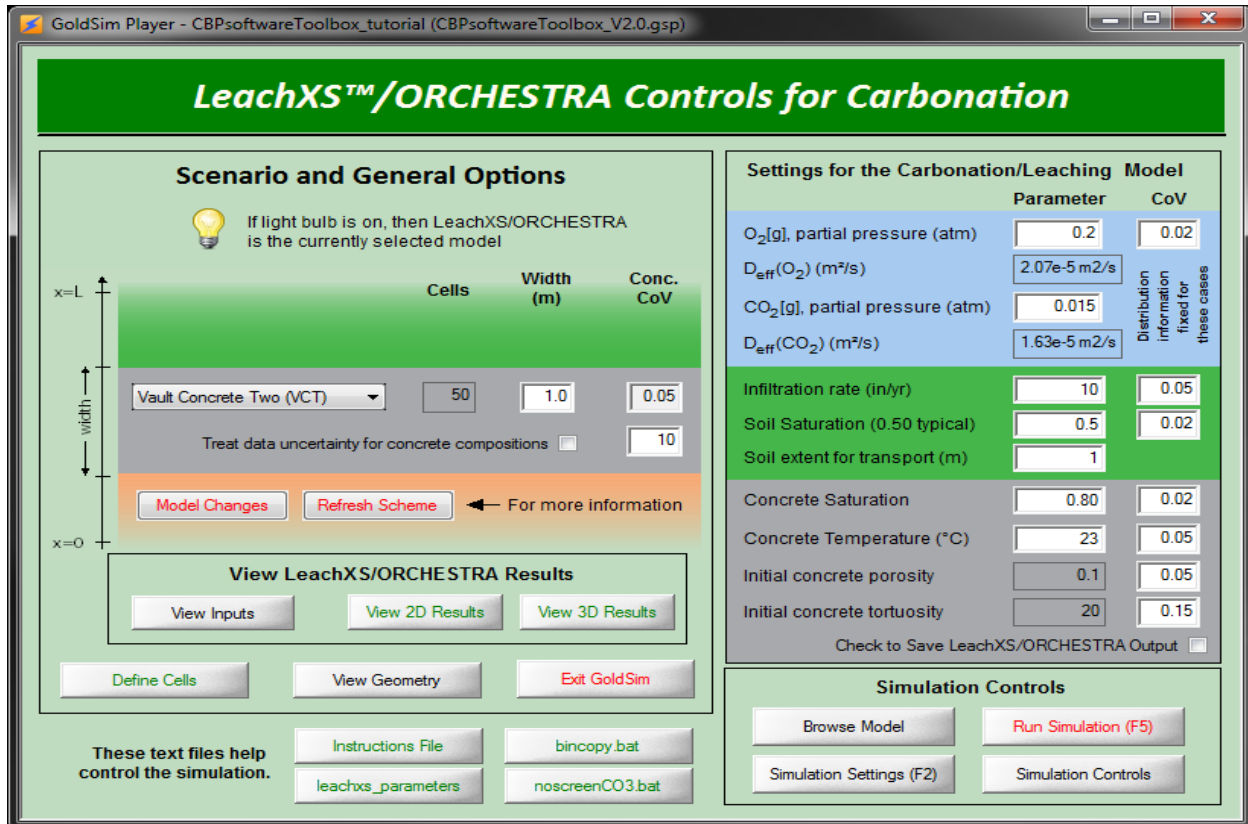 GoldSim Player - CBPsoftwareToolbox_tutorial (CBPsoftwareToolbox_V2.0.gsp)
LeachXS™/ORCHESTRA Controls for Carbonation
Scenario and General Options
If light bulb is on, then LeachXS/ORCHESTRA
is the currently selected model
x=L
Cells
Width
(m)
Conc.
CoV
width
Vault Concrete Two (VCT)
50
1.0
0.05
Treat data uncertainty for concrete compositions
10
Model Changes
Refresh Scheme
For more information
x=0
View LeachXS/ORCHESTRA Results
View Inputs
View 2D Results
View 3D Results
Define Cells
View Geometry
Exit GoldSim
These text files help
control the simulation.
Instructions File
bincopy.bat
leachxs_parameters
noscreenCO3.bat
Settings for the Carbonation/Leaching Model
Parameter CoV
O₂[g], partial pressure (atm) 0.2 0.02
D_eff(O₂) (m²/s) 2.07e-5 m2/s
CO₂[g], partial pressure (atm) 0.015
D_eff(CO₂) (m²/s) 1.63e-5 m2/s
Distribution
information
fixed for
these cases
Infiltration rate (in/yr) 10 0.05
Soil Saturation (0.50 typical) 0.5 0.02
Soil extent for transport (m) 1
Concrete Saturation 0.80 0.02
Concrete Temperature (°C) 23 0.05
Initial concrete porosity 0.1 0.05
Initial concrete tortuosity 20 0.15
Check to Save LeachXS/ORCHESTRA Output
Simulation Controls
Browse Model
Run Simulation (F5)
Simulation Settings (F2)
Simulation Controls